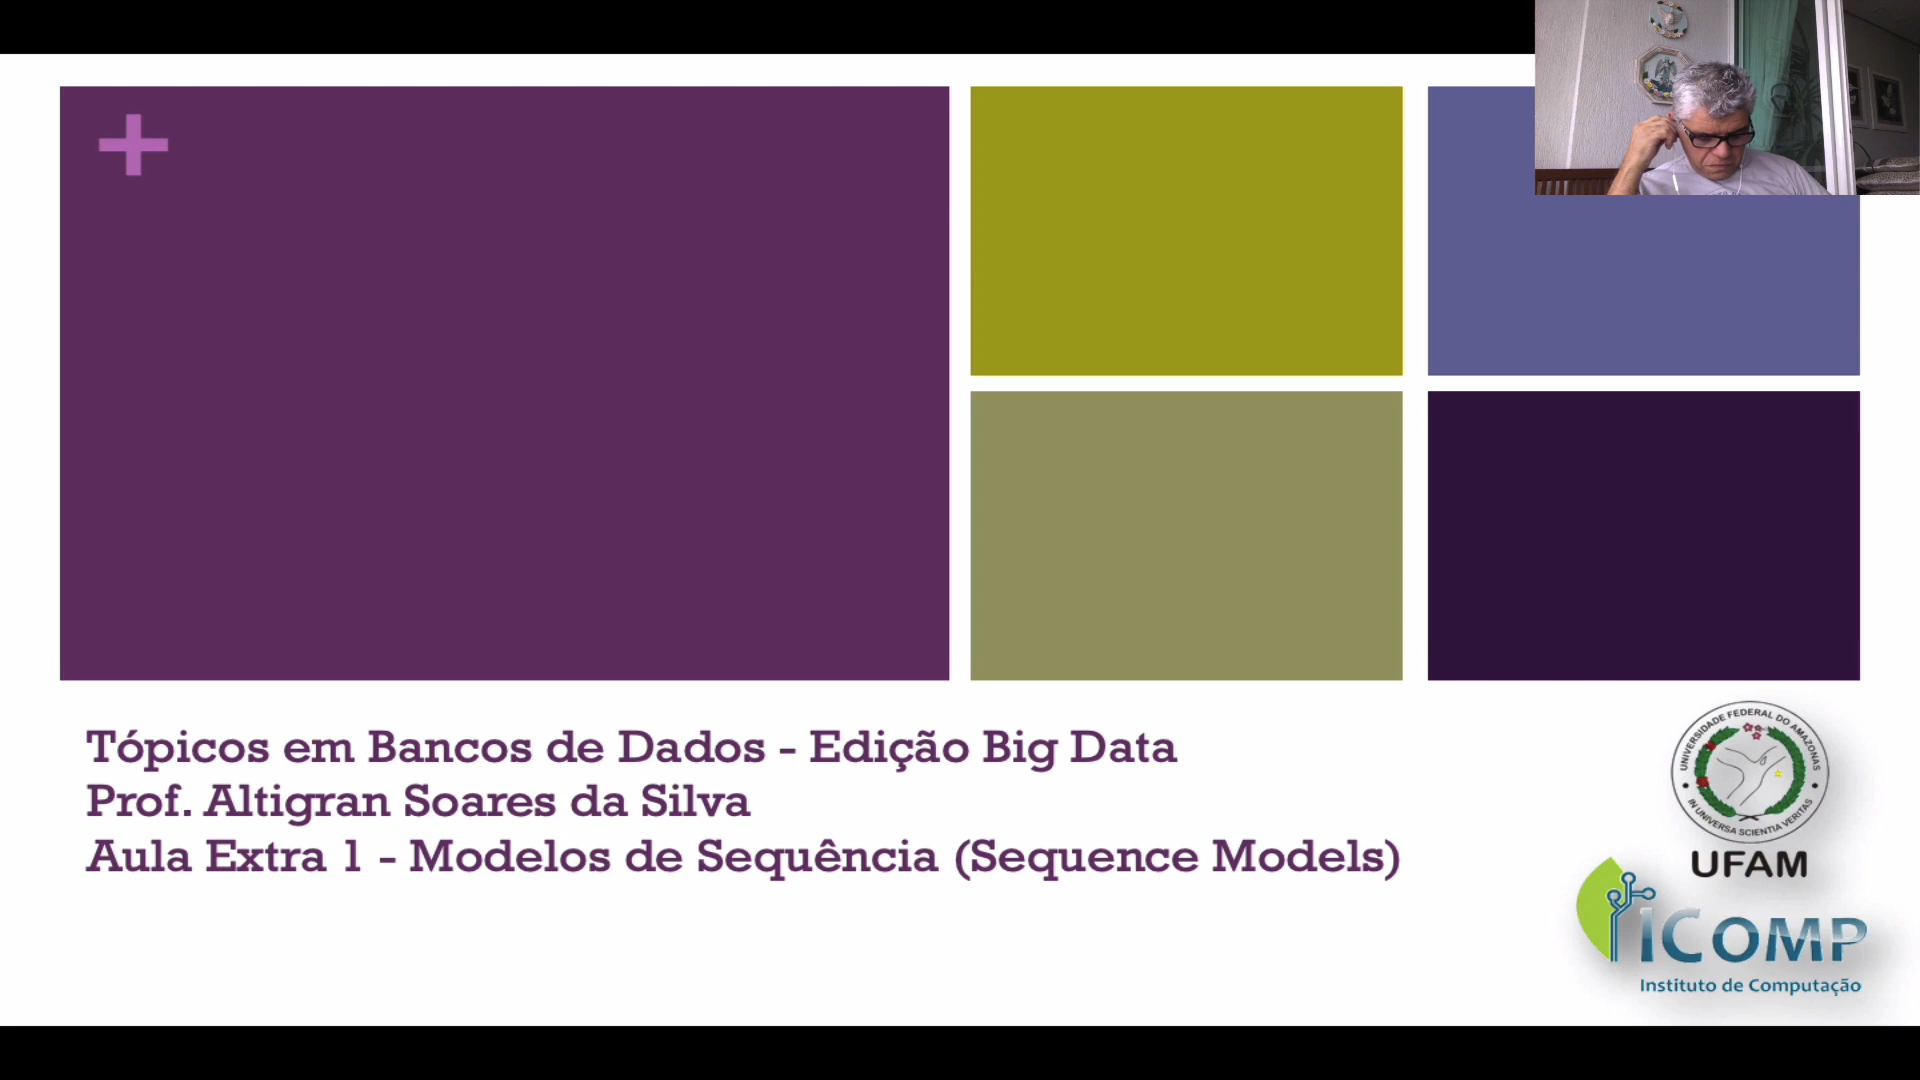 +
Tópicos em Bancos de Dados - Edição Big Data
Prof. Altigran Soares da Silva
Aula Extra 1 - Modelos de Sequência (Sequence Models)
UNIVERSIDADE FEDERAL DO AMAZONAS
IN UNIVERSA SCIENTIA VERITAS
UFAM
ICOMP
Instituto de Computação